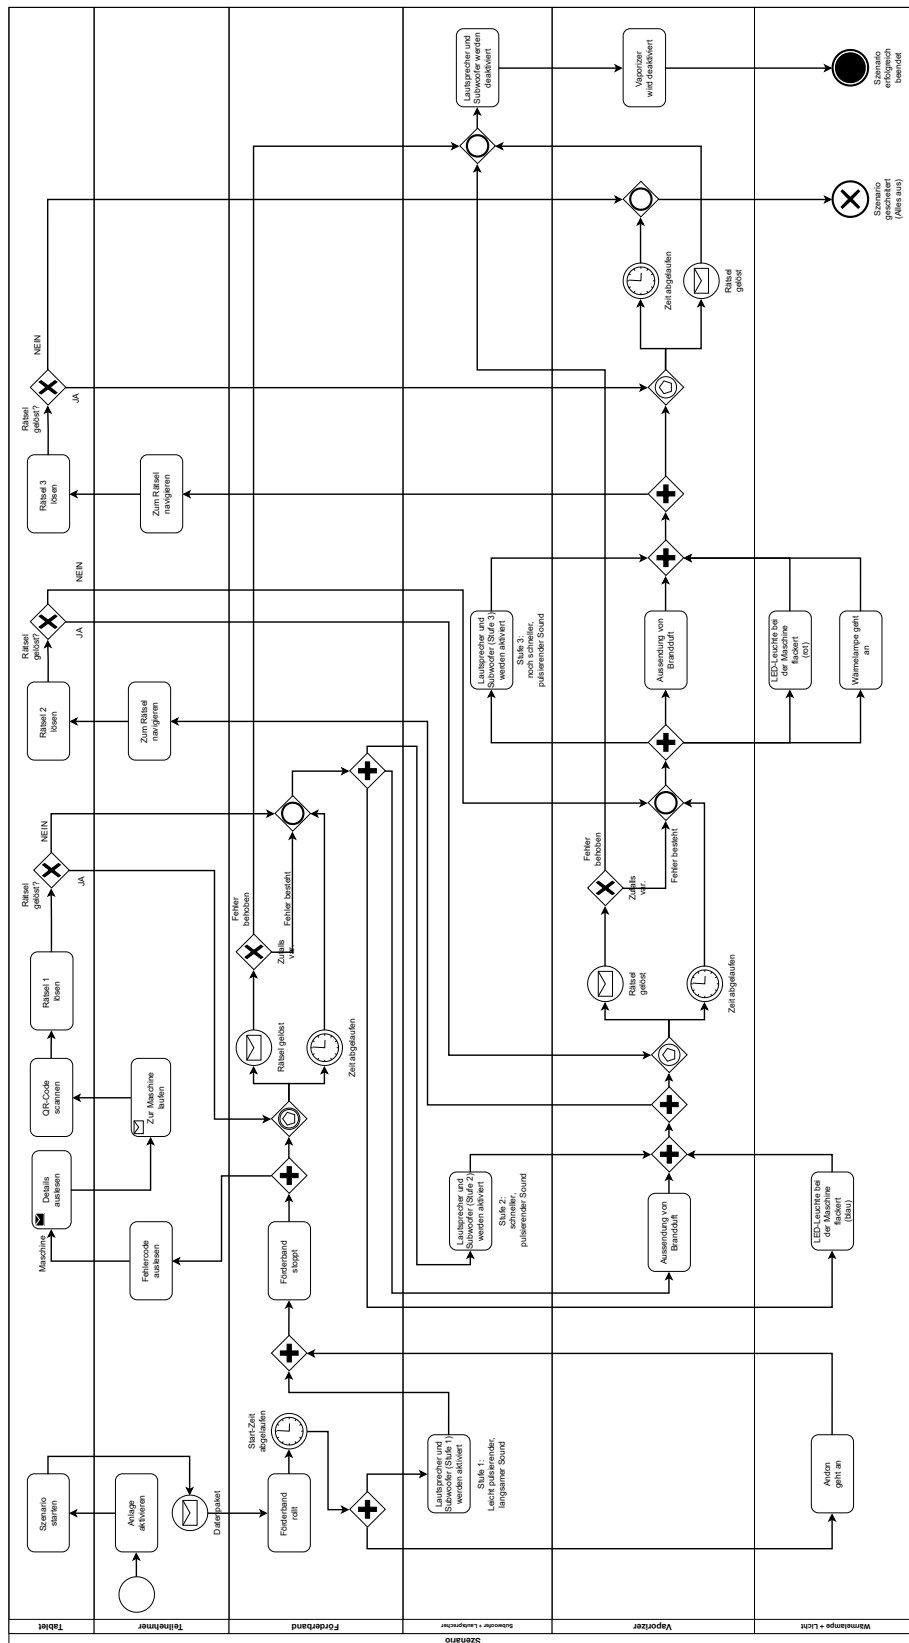 Szenario
Tablet
Teilnehmer
Förderband
Subwoofer + Lautsprecher
Vaporizer
Wärmelampe + Licht
Szenario
starten
Maschine
Details
auslesen
QR-Code
scannen
Rätsel 1
lösen
Rätsel
gelöst?
NEIN
JA
Rätsel 2
lösen
Rätsel
gelöst?
NEIN
JA
Rätsel 3
lösen
Rätsel
gelöst?
NEIN
JA
Anlage
aktivieren
Datenpaket
Fehlercode
auslesen
Zur Maschine
laufen
Zum Rätsel
navigieren
Zum Rätsel
navigieren
Förderband
rollt
Start-Zeit
abgelaufen
Förderband
stoppt
Rätsel gelöst
Zeit abgelaufen
Fehler
behoben
Zufalls
var.
Fehler besteht
Lautsprecher und
Subwoofer (Stufe 1)
werden aktiviert
Stufe 1:
Leicht pulsierender,
langsamer Sound
Lautsprecher und
Subwoofer (Stufe 2)
werden aktiviert
Stufe 2:
schneller,
pulsierender Sound
Lautsprecher und
Subwoofer (Stufe 3)
werden aktiviert
Stufe 3:
noch schneller,
pulsierender Sound
Lautsprecher und
Subwoofer werden
deaktiviert
Aussendung von
Brandduft
Rätsel
gelöst
Zeit abgelaufen
Fehler
behoben
Zufalls
var.
Fehler besteht
Aussendung von
Brandduft
Zeit abgelaufen
Rätsel
gelöst
Vaporizer
wird deaktiviert
Andon
geht an
LED-Leuchte bei
der Maschine
flackert
(blau)
LED-Leuchte bei
der Maschine
flackert
(rot)
Wärmelampe geht
an
Szenario
gescheitert
(Alles aus)
Szenario
erfolgreich
beendet